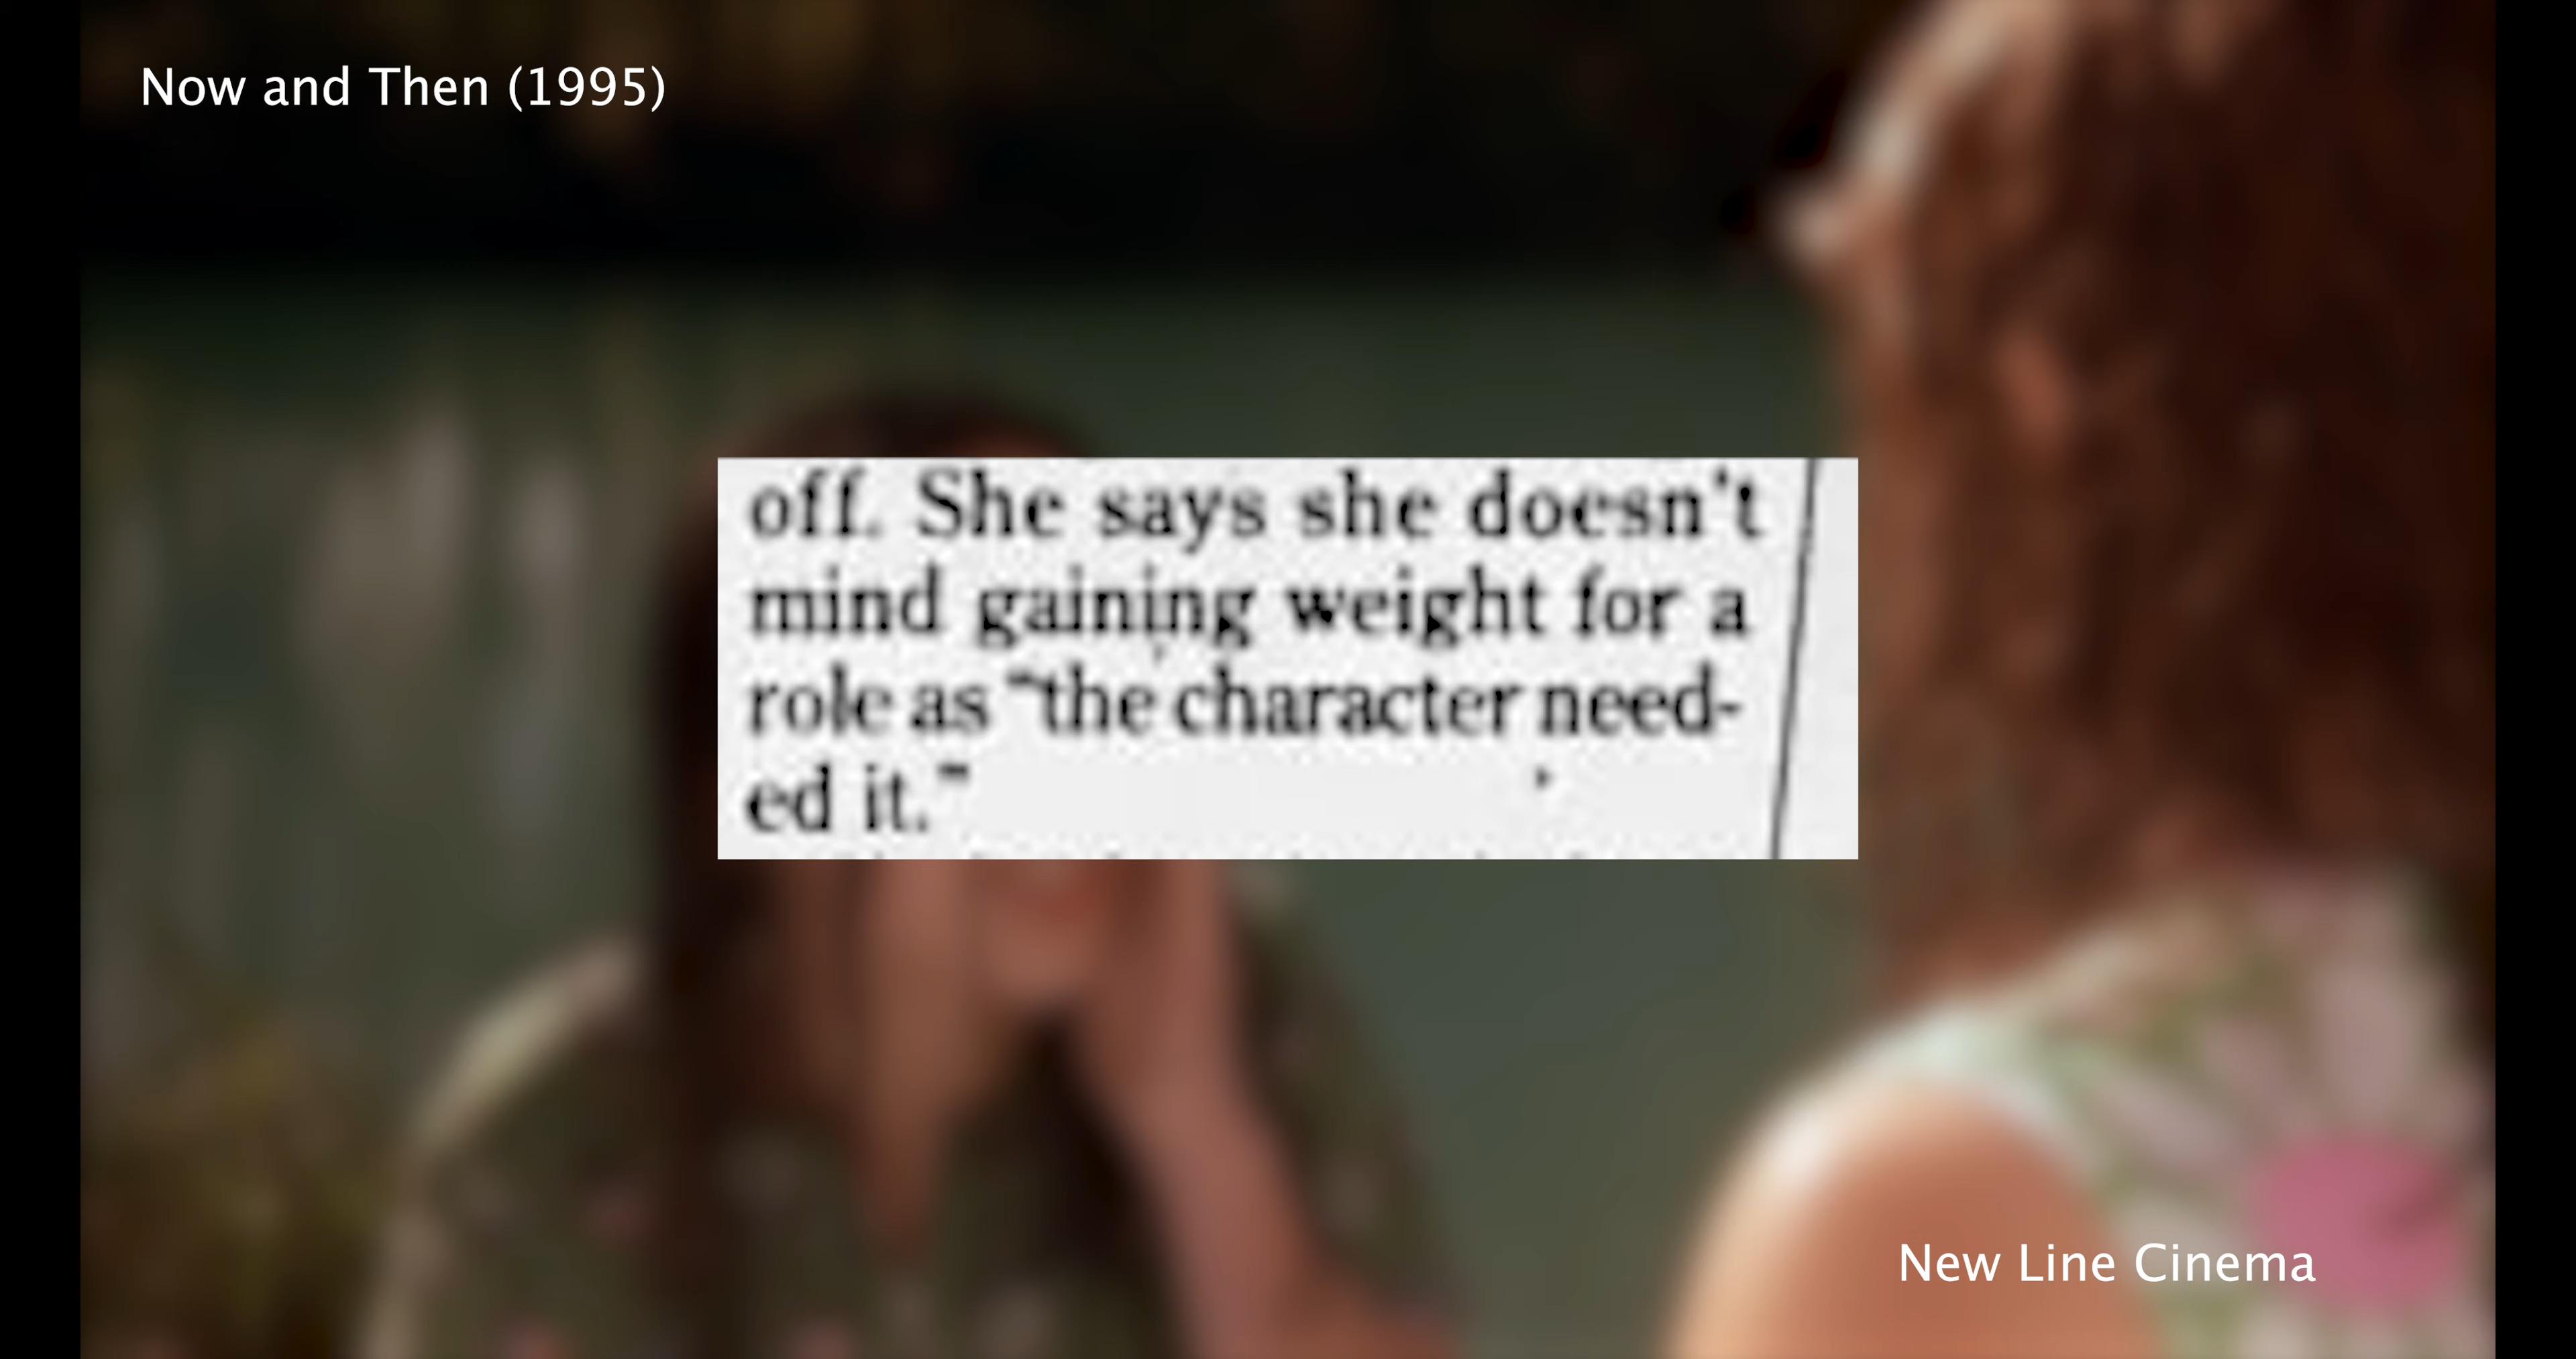 Now and Then (1995)
off. She says she doesn't
mind gaining weight for a
role as "the character need-
ed it."
New Line Cinema